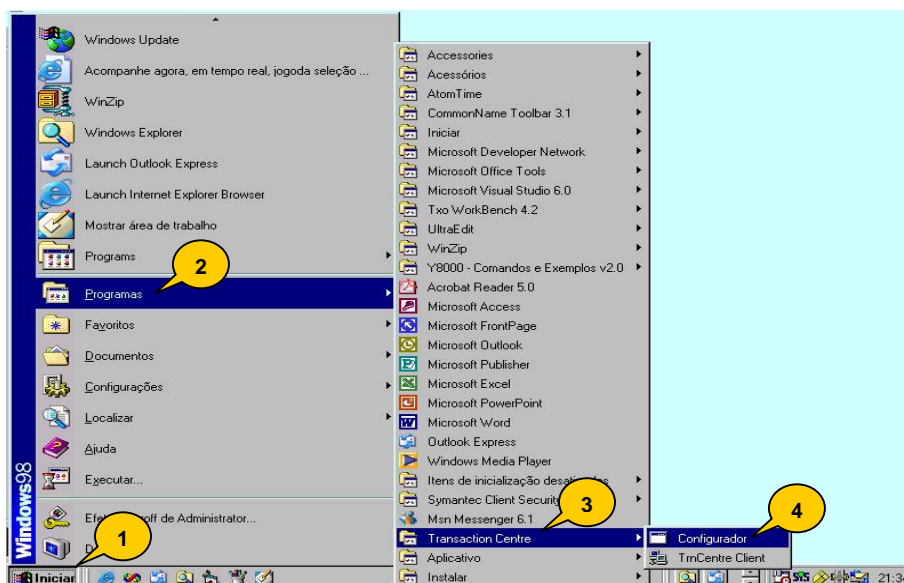 Windows Update
Acompanhe agora, em tempo real, jogoda seleção ...
WinZip
Windows Explorer
Launch Outlook Express
Launch Internet Explorer Browser
Mostrar área de trabalho
Programs
2
Programas
Favoritos
Documentos
Configurações
Localizar
Ajuda
Executar...
off de Administrator...
1
Windows98
Iniciar
Accessories
Acessórios
AtomTime
CommonName Toolbar 3.1
Iniciar
Microsoft Developer Network
Microsoft Office Tools
Microsoft Visual Studio 6.0
Txo WorkBench 4.2
UltraEdit
WinZip
Y8000 - Comandos e Exemplos v2.0
Acrobat Reader 5.0
Microsoft Access
Microsoft FrontPage
Microsoft Outlook
Microsoft Publisher
Microsoft Excel
Microsoft PowerPoint
Microsoft Word
Outlook Express
Windows Media Player
Itens de inicialização
Symantec Client Security
3
Msn Messenger 6.1
Transaction Centre
Aplicativo
Instalar
4
Configurador
TrnCentre Client
21:3